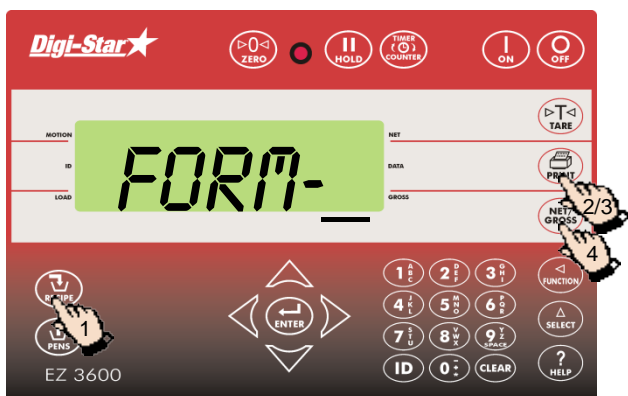 Digi-Star
▷0◁
ZERO
HOLD
TIMER
COUNTER
ON
OFF
▷T◁
TARE
MOTION
NET
ID
DATA
LOAD
GROSS
FORM-_
PRINT
2/3
NET/
GROSS
4
RECIPE
1
PENS
EZ 3600
ENTER
1 A B C
2 D E F
3 G H I
4 J K L
5 M N O
6 P Q R
7 S T U
8 V W X
9 Y Z
SPACE
ID
0 - : *
CLEAR
FUNCTION
SELECT
?
HELP